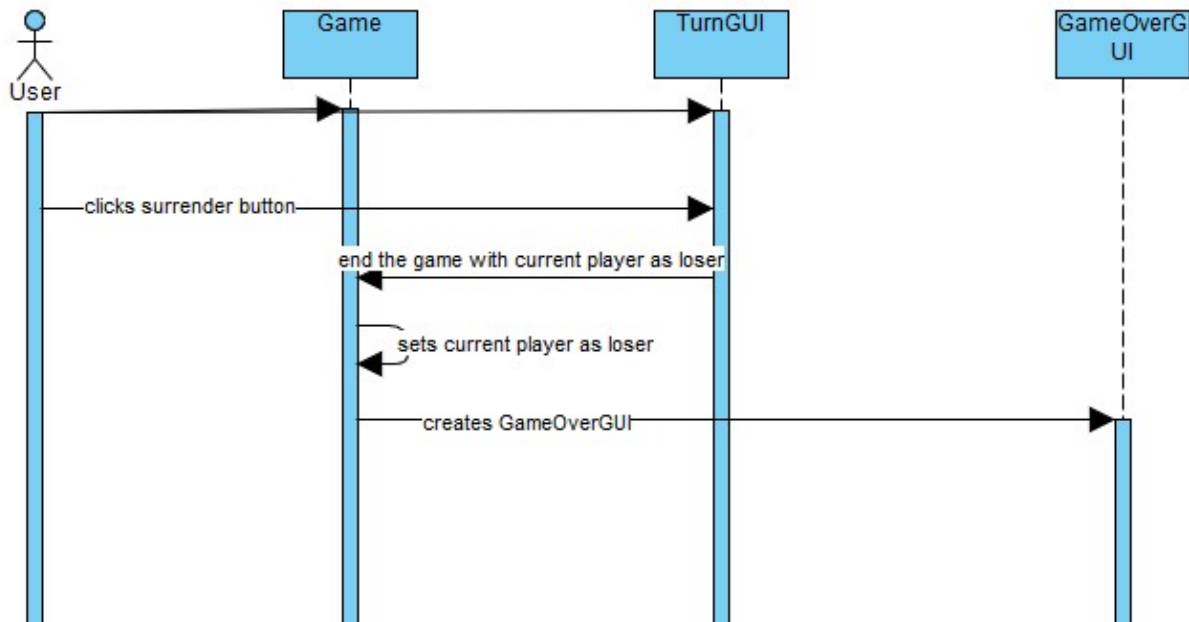 Game
TurnGUI
GameOverG
UI
User
clicks surrender button
end the game with current player as loser
sets current player as loser
creates GameOverGUI